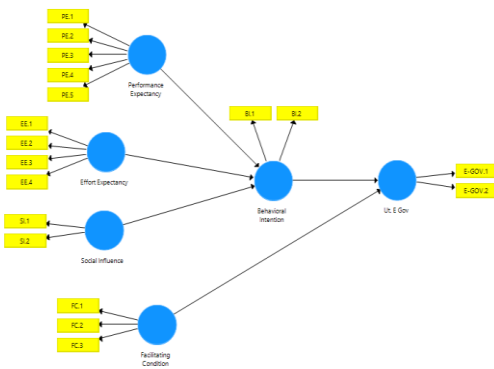 PE.1
PE.2
PE.3
PE.4
PE.5
Performance
Expectancy
BI.1
BI.2
EE.1
EE.2
EE.3
EE.4
Effort Expectancy
E-GOV.1
E-GOV.2
Behavioral
Intention
Ut. E Gov
SI.1
SI.2
Social Influence
FC.1
FC.2
FC.3
Facilitating
Condition